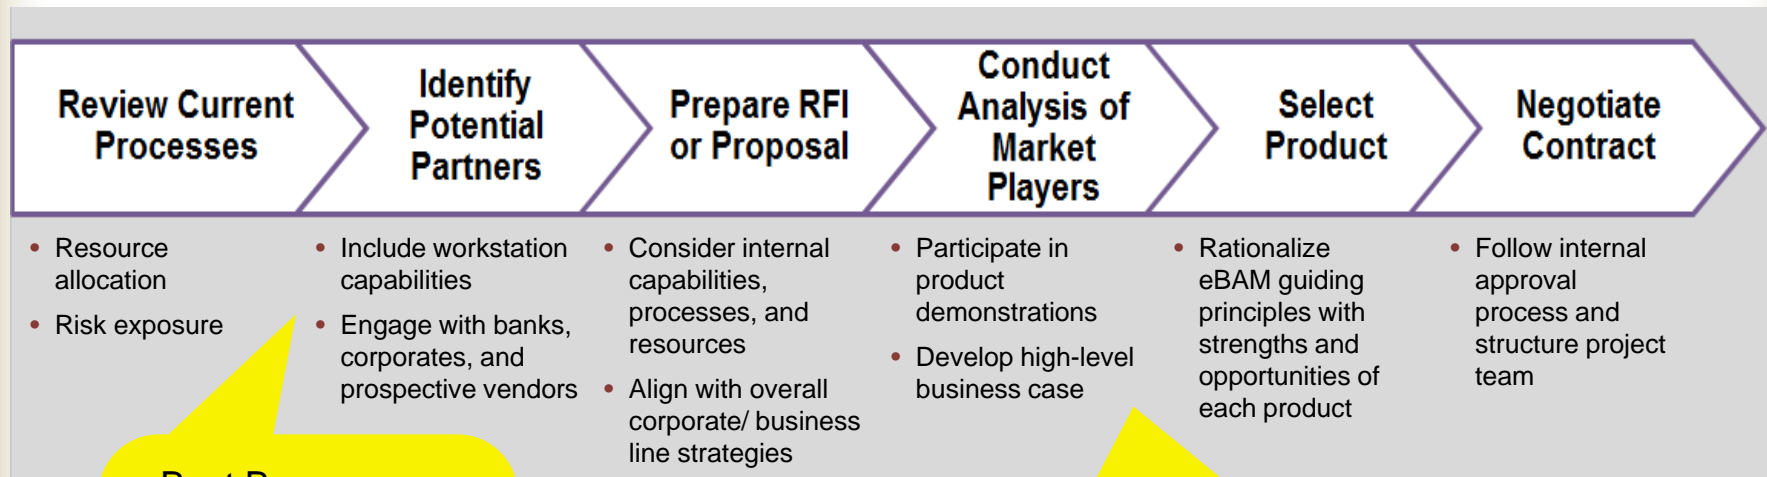 Review Current
Processes
Identify
Potential
Partners
Prepare RFI
or Proposal
Conduct
Analysis of
Market
Players
Select
Product
Negotiate
Contract
• Resource
allocation
• Risk exposure
• Include workstation
capabilities
• Engage with banks,
corporates, and
prospective vendors
• Consider internal
capabilities,
processes, and
resources
• Align with overall
corporate/ business
line strategies
• Participate in
product
demonstrations
• Develop high-level
business case
• Rationalize
eBAM guiding
principles with
strengths and
opportunities of
each product
• Follow internal
approval
process and
structure project
team